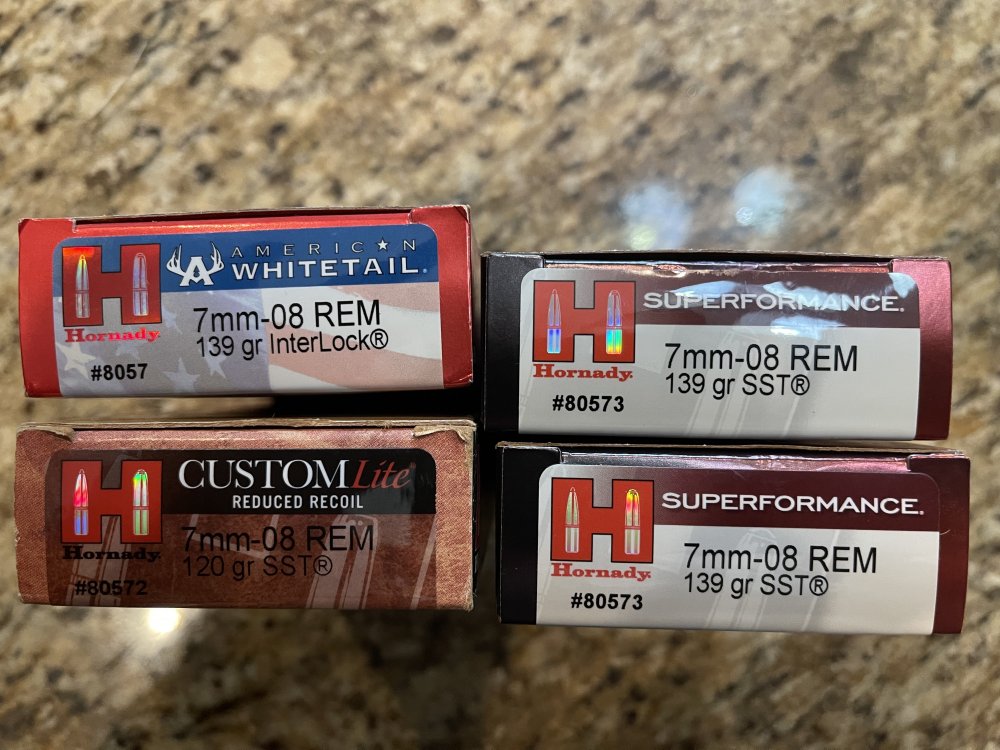 AMERICAN
WHITETAIL.
7mm-08 REM
139 gr InterLock®
Hornady.
#8057
SUPERFORMANCE.
7mm-08 REM
139 gr SST®
Hornady.
#80573
CUSTOM Lite®
REDUCED RECOIL
7mm-08 REM
120 gr SST®
Hornady.
#80572
SUPERFORMANCE.
7mm-08 REM
139 gr SST®
Hornady.
#80573